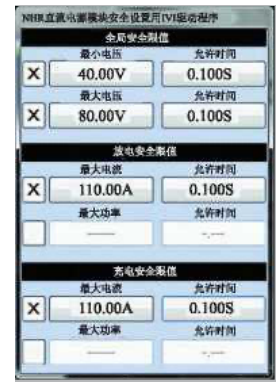 NHR直流电源模块安全设置用IVI驱动程序
全局安全限值
最小电压 允许时间
X 40.00V 0.100S
最大电压 允许时间
X 80.00V 0.100S
放电安全限值
最大电流 允许时间
X 110.00A 0.100S
最大功率 允许时间
—— -.——
充电安全限值
最大电流 允许时间
X 110.00A 0.100S
最大功率 允许时间
—— -.——